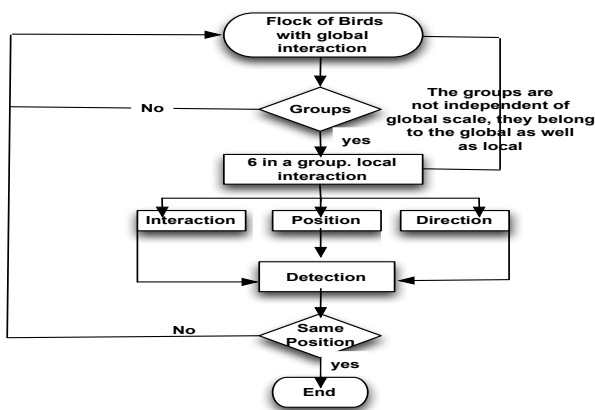 Flock of Birds
with global
interaction
Groups
No
The groups are
not independent of
global scale, they belong
to the global as well
as local
yes
6 in a group. local
interaction
Interaction
Position
Direction
Detection
No
Same
Position
yes
End